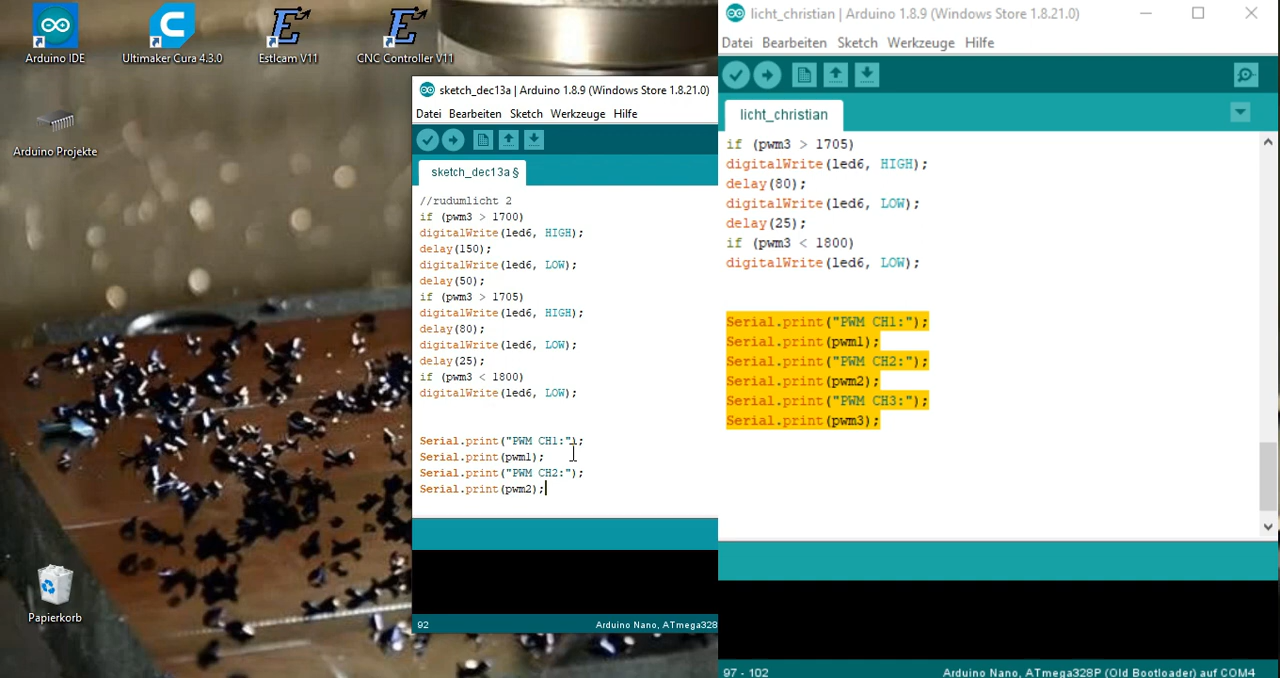 Arduino IDE
Ultimaker Cura 4.3.0
Estlcam V11
CNC Controller V11
Arduino Projekte
Papierkorb
sketch_dec13a | Arduino 1.8.9 (Windows Store 1.8.21.0)
Datei Bearbeiten Sketch Werkzeuge Hilfe
sketch_dec13a §
//rudumlicht 2
if (pwm3 > 1700)
digitalWrite(led6, HIGH);
delay(150);
digitalWrite(led6, LOW);
delay(50);
if (pwm3 > 1705)
digitalWrite(led6, HIGH);
delay(80);
digitalWrite(led6, LOW);
delay(25);
if (pwm3 < 1800)
digitalWrite(led6, LOW);
Serial.print("PWM CH1:");
Serial.print(pwm1);
Serial.print("PWM CH2:");
Serial.print(pwm2);
92
Arduino Nano, ATmega328
licht_christian | Arduino 1.8.9 (Windows Store 1.8.21.0)
Datei Bearbeiten Sketch Werkzeuge Hilfe
licht_christian
if (pwm3 > 1705)
digitalWrite(led6, HIGH);
delay(80);
digitalWrite(led6, LOW);
delay(25);
if (pwm3 < 1800)
digitalWrite(led6, LOW);
Serial.print("PWM CH1:");
Serial.print(pwm1);
Serial.print("PWM CH2:");
Serial.print(pwm2);
Serial.print("PWM CH3:");
Serial.print(pwm3);
97 - 102
Arduino Nano, ATmega328P (Old Bootloader) auf COM4